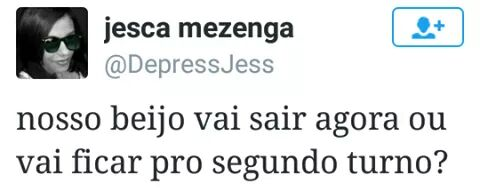 jesca mezenga
@DepressJess
nosso beijo vai sair agora ou
vai ficar pro segundo turno?